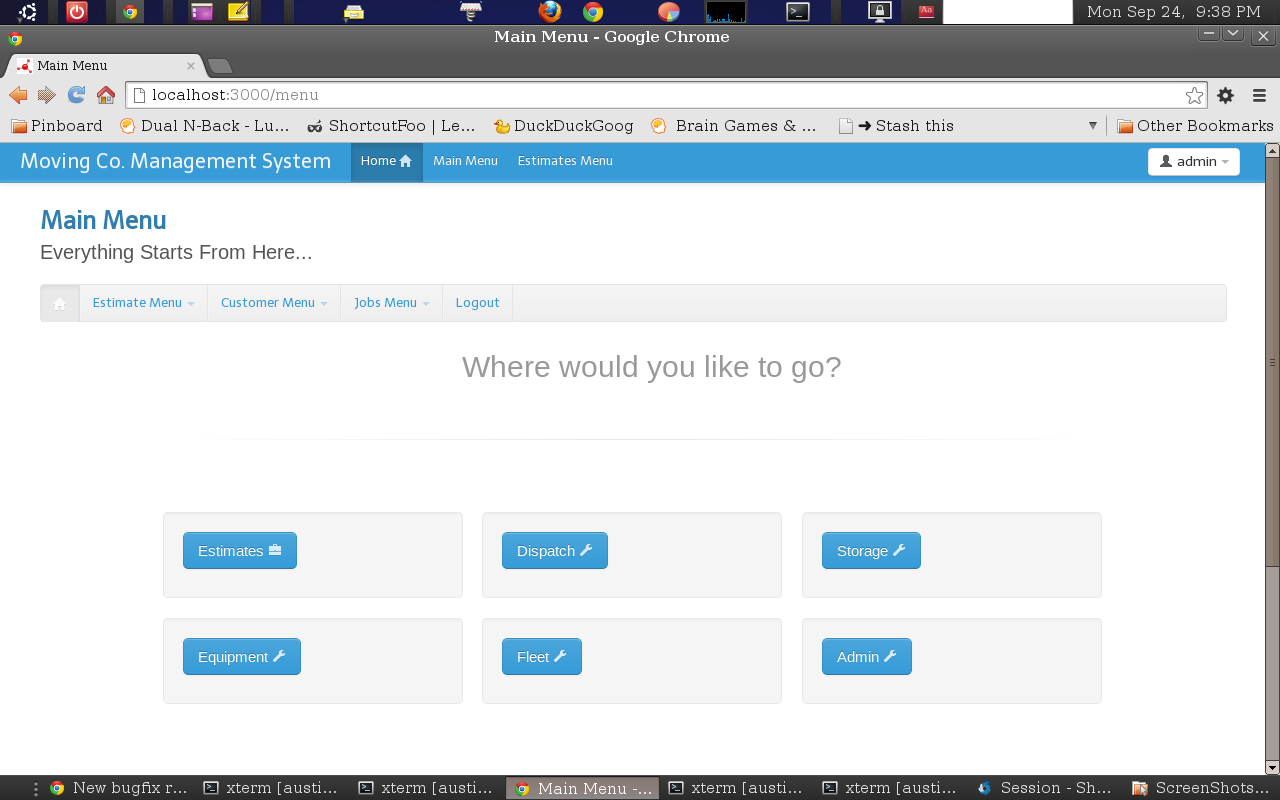 Mon Sep 24, 9:38 PM
Main Menu - Google Chrome
Main Menu
localhost:3000/menu
Pinboard Dual N-Back - Lu... ShortcutFoo | Le... DuckDuckGoog Brain Games & ... ➜ Stash this Other Bookmarks
Moving Co. Management System Home Main Menu Estimates Menu admin
Main Menu
Everything Starts From Here...
Estimate Menu Customer Menu Jobs Menu Logout
Where would you like to go?
Estimates Dispatch Storage
Equipment Fleet Admin
New bugfix r... xterm [austi... xterm [austi... Main Menu -... xterm [austi... xterm [austi... Session - Sh... ScreenShots...